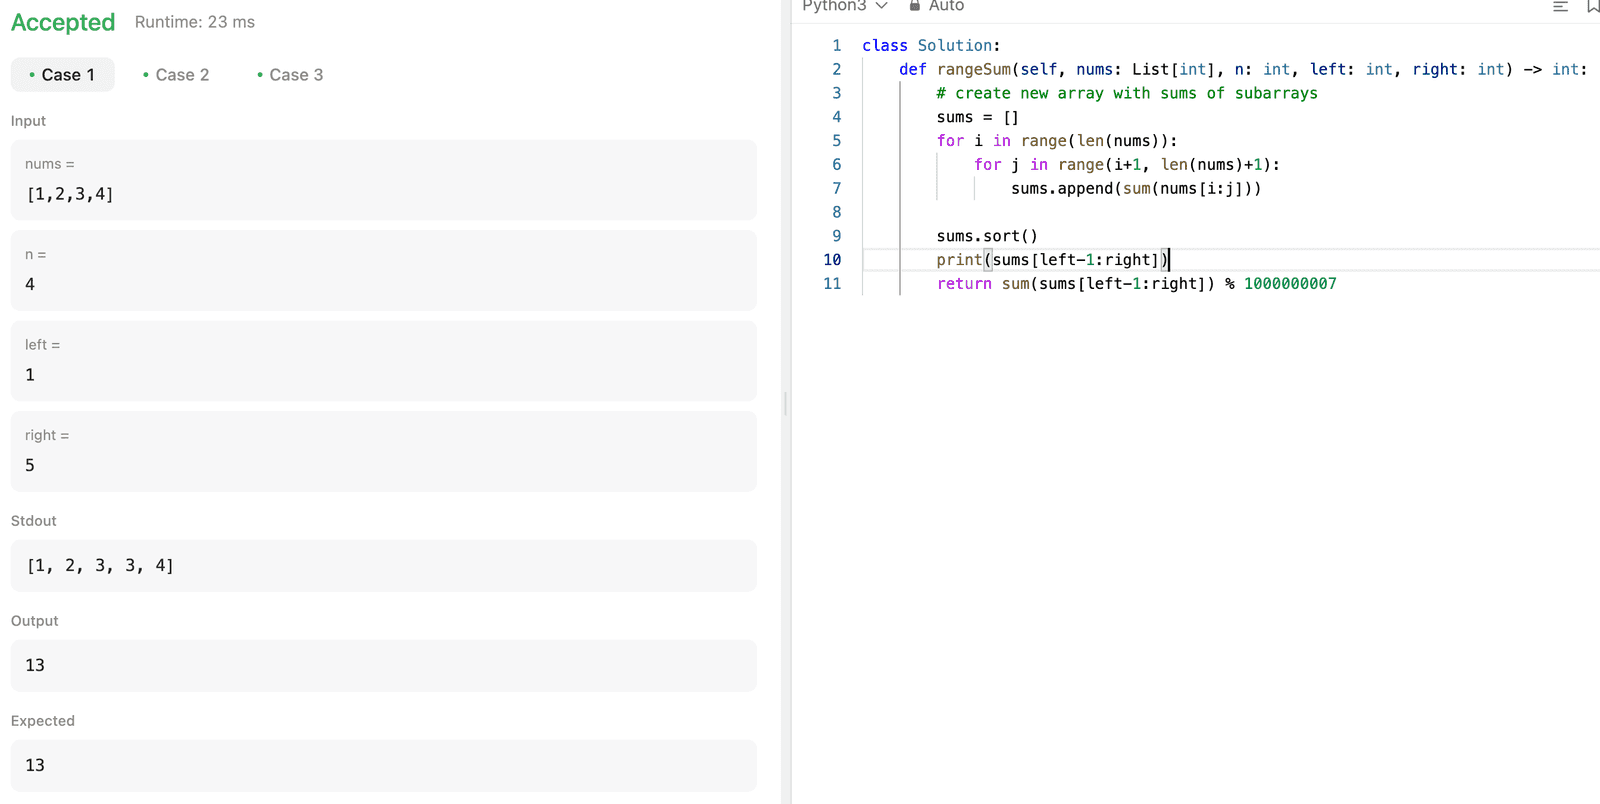 Accepted Runtime: 23 ms
• Case 1 • Case 2 • Case 3
Input
nums =
[1,2,3,4]
n =
4
left =
1
right =
5
Stdout
[1, 2, 3, 3, 4]
Output
13
Expected
13
Python3 Auto
1 class Solution:
2     def rangeSum(self, nums: List[int], n: int, left: int, right: int) -> int:
3         # create new array with sums of subarrays
4         sums = []
5         for i in range(len(nums)):
6             for j in range(i+1, len(nums)+1):
7                 sums.append(sum(nums[i:j]))
8
9         sums.sort()
10         print(sums[left-1:right])
11         return sum(sums[left-1:right]) % 1000000007